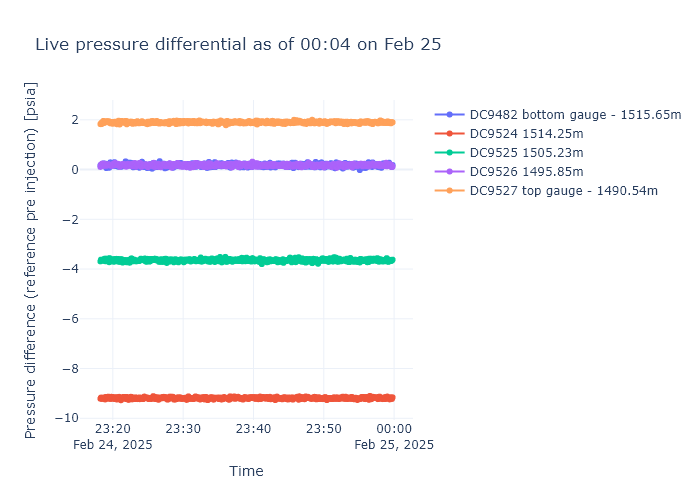 Live pressure differential as of 00:04 on Feb 25
Pressure difference (reference pre injection) [psia]
2
0
−2
−4
−6
−8
−10
23:20
Feb 24, 2025
23:30
23:40
23:50
00:00
Feb 25, 2025
Time
DC9482 bottom gauge - 1515.65m
DC9524 1514.25m
DC9525 1505.23m
DC9526 1495.85m
DC9527 top gauge - 1490.54m